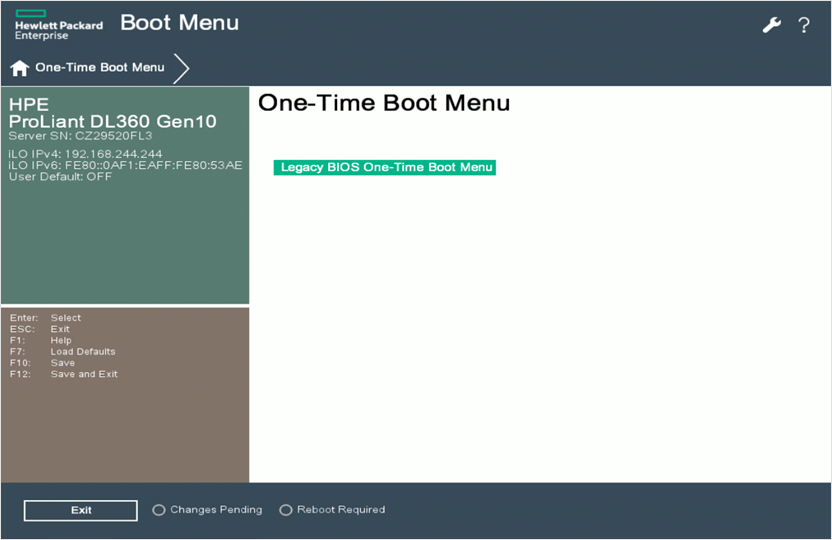 Hewlett Packard
Enterprise
Boot Menu
?
One-Time Boot Menu
HPE
ProLiant DL360 Gen10
Server SN: CZ29520FL3
iLO IPv4: 192.168.244.244
iLO IPv6: FE80::0AF1:EAFF:FE80:53AE
User Default: OFF
One-Time Boot Menu
Legacy BIOS One-Time Boot Menu
Enter: Select
ESC: Exit
F1: Help
F7: Load Defaults
F10: Save
F12: Save and Exit
Exit
Changes Pending
Reboot Required